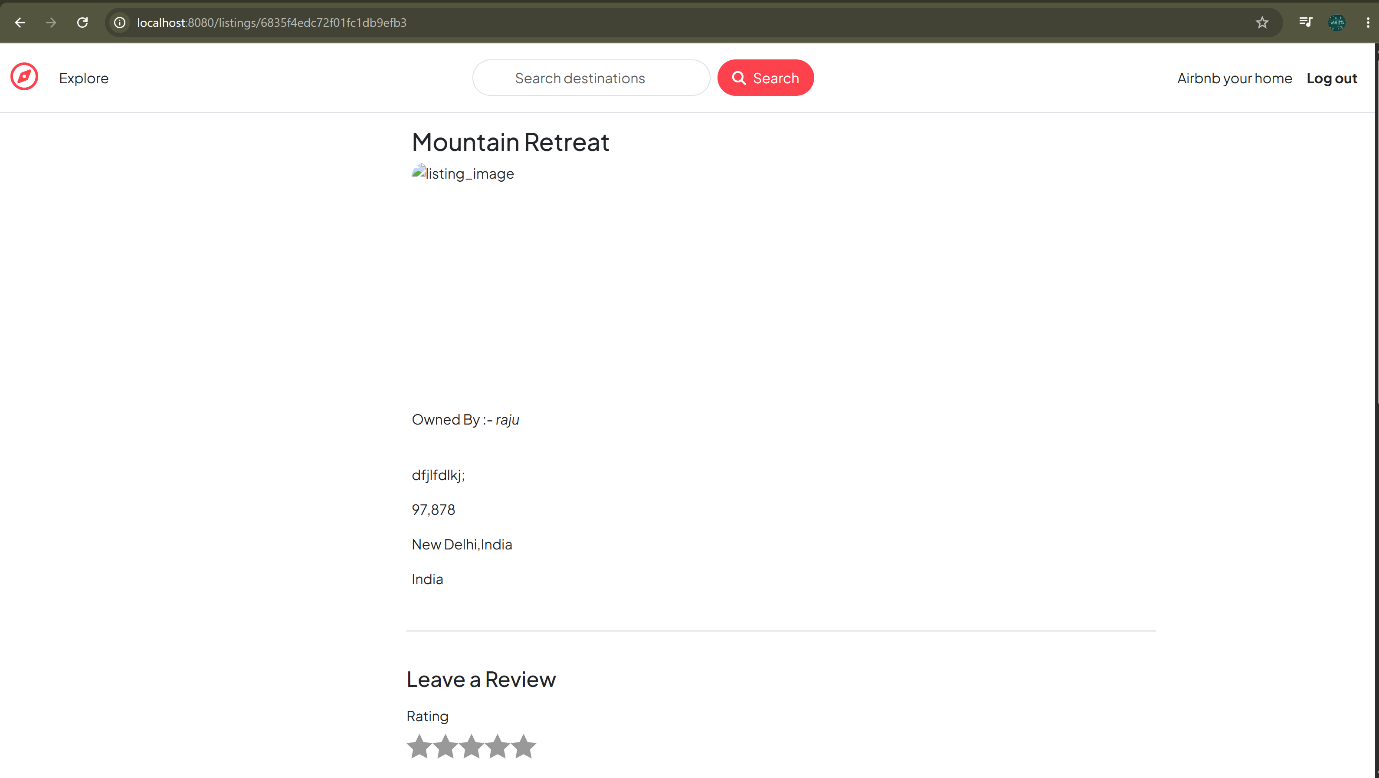 localhost:8080/listings/6835f4edc72f01fc1db9efb3
Explore
Search destinations
Search
Airbnb your home
Log out
Mountain Retreat
listing_image
Owned By :- raju
dfjlfdlkj;
97,878
New Delhi,India
India
Leave a Review
Rating